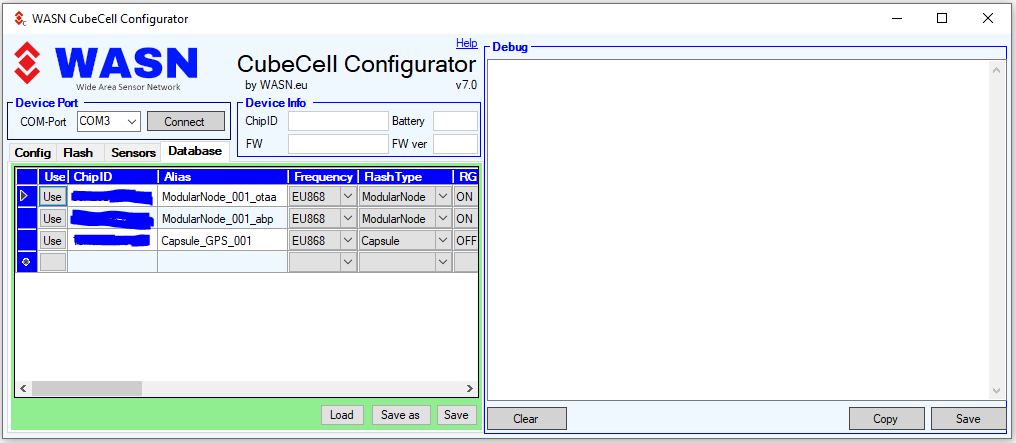 WASN CubeCell Configurator
WASN
Wide Area Sensor Network
Help
CubeCell Configurator
by WASN.eu
v7.0
Device Port
COM-Port COM3 Connect
Device Info
ChipID Battery
FW FW ver
Config Flash Sensors Database
Use ChipID Alias Frequency FlashType RG
Use ModularNode_001_otaa EU868 ModularNode ON
Use ModularNode_001_abp EU868 ModularNode ON
Use Capsule_GPS_001 EU868 Capsule OFF
Load Save as Save
Debug
Clear Copy Save